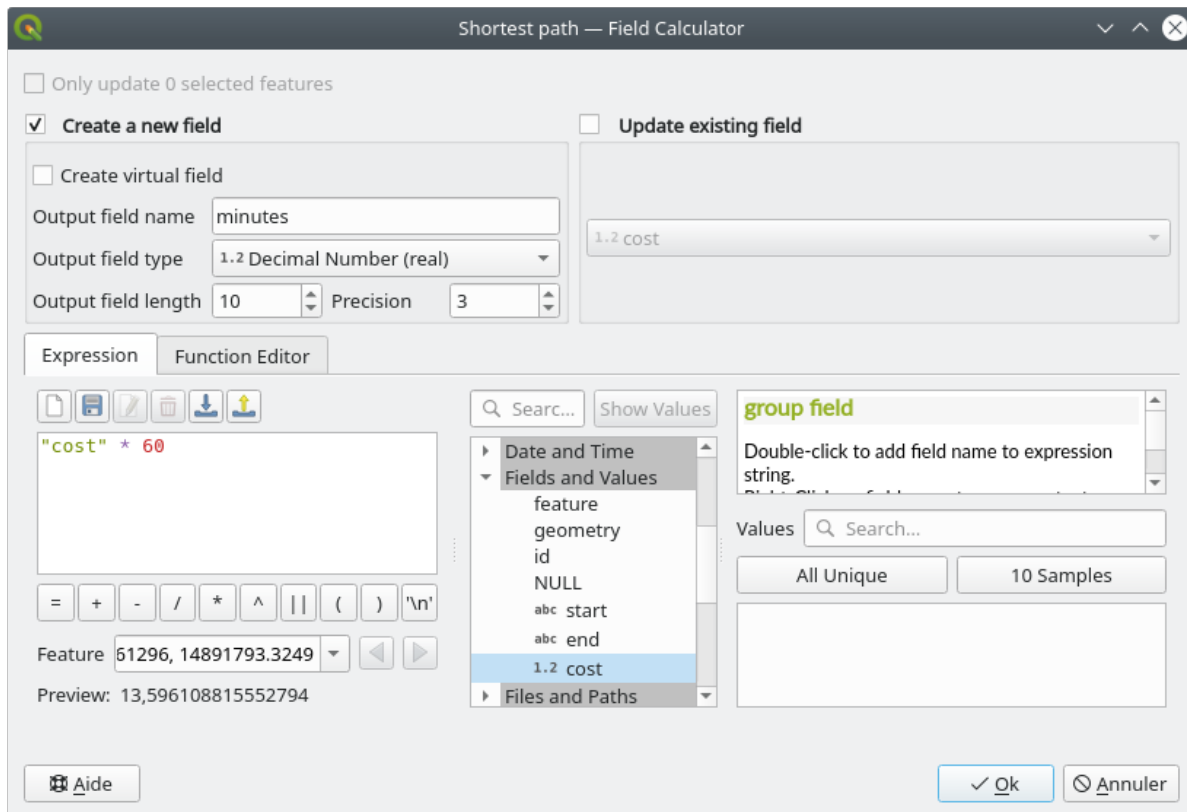 Shortest path — Field Calculator
Only update 0 selected features
Create a new field
Update existing field
Create virtual field
Output field name minutes
1.2 cost
Output field type 1.2 Decimal Number (real)
Output field length 10 Precision 3
Expression Function Editor
Searc... Show Values
"cost" * 60
Date and Time
Fields and Values
feature
geometry
id
NULL
abc start
abc end
1.2 cost
Files and Paths
group field
Double-click to add field name to expression
string.
Values Search...
All Unique 10 Samples
= + - / * ^ || ( ) '\n'
Feature 61296, 14891793.3249
Preview: 13,596108815552794
Aide
Ok Annuler